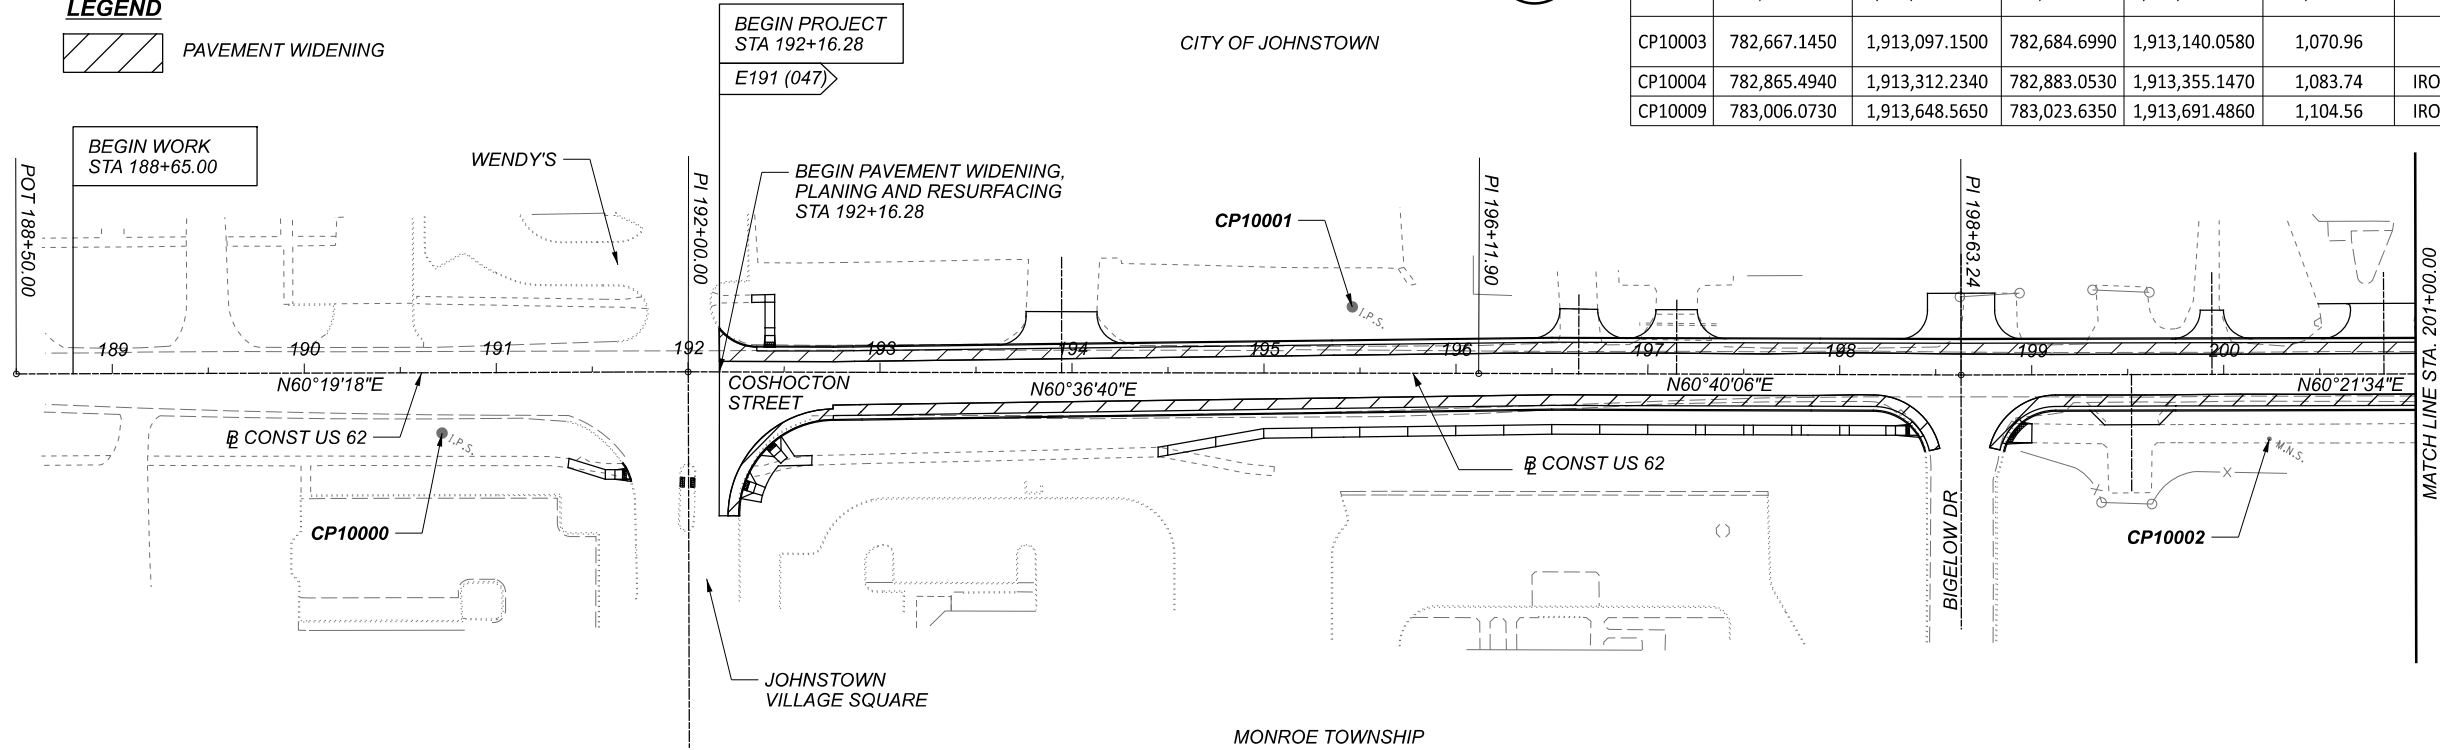 LEGEND
PAVEMENT WIDENING
BEGIN PROJECT
STA 192+16.28
E191 (047)
CITY OF JOHNSTOWN
CP10003 782,667.1450 1,913,097.1500 782,684.6990 1,913,140.0580 1,070.96
CP10004 782,865.4940 1,913,312.2340 782,883.0530 1,913,355.1470 1,083.74 IRO
CP10009 783,006.0730 1,913,648.5650 783,023.6350 1,913,691.4860 1,104.56 IRO
BEGIN WORK
STA 188+65.00
WENDY'S
BEGIN PAVEMENT WIDENING,
PLANING AND RESURFACING
STA 192+16.28
CP10001
I.P.S.
POT 188+50.00
PI 192+00.00
PI 196+11.90
PI 198+63.24
MATCH LINE STA. 201+00.00
189 190 191 192 193 194 195 196 197 198 199 200
N60°19'18"E
COSHOCTON
STREET
N60°36'40"E
N60°40'06"E
N60°21'34"E
BL CONST US 62
I.P.S.
CP10000
BL CONST US 62
BIGELOW DR
M.N.S.
X
X
CP10002
JOHNSTOWN
VILLAGE SQUARE
MONROE TOWNSHIP